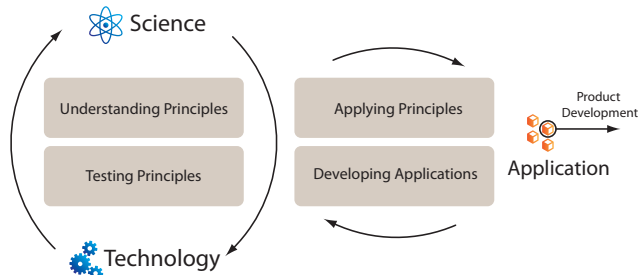 Science
Understanding Principles
Testing Principles
Technology
Applying Principles
Developing Applications
Application
Product
Development